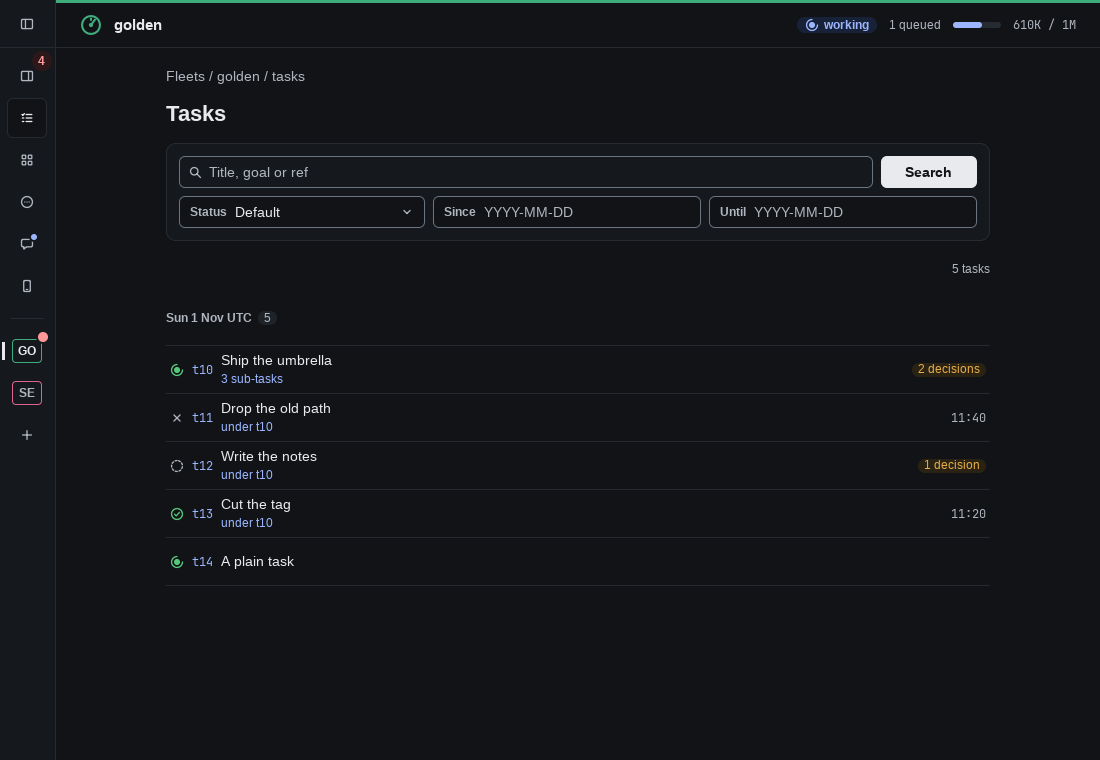 golden
working
1 queued
610K / 1M
4
Fleets / golden / tasks
Tasks
Title, goal or ref
Search
Status Default
Since YYYY-MM-DD
Until YYYY-MM-DD
5 tasks
Sun 1 Nov UTC 5
GO
SE
t10 Ship the umbrella
3 sub-tasks
2 decisions
t11 Drop the old path
under t10
11:40
t12 Write the notes
under t10
1 decision
t13 Cut the tag
under t10
11:20
t14 A plain task